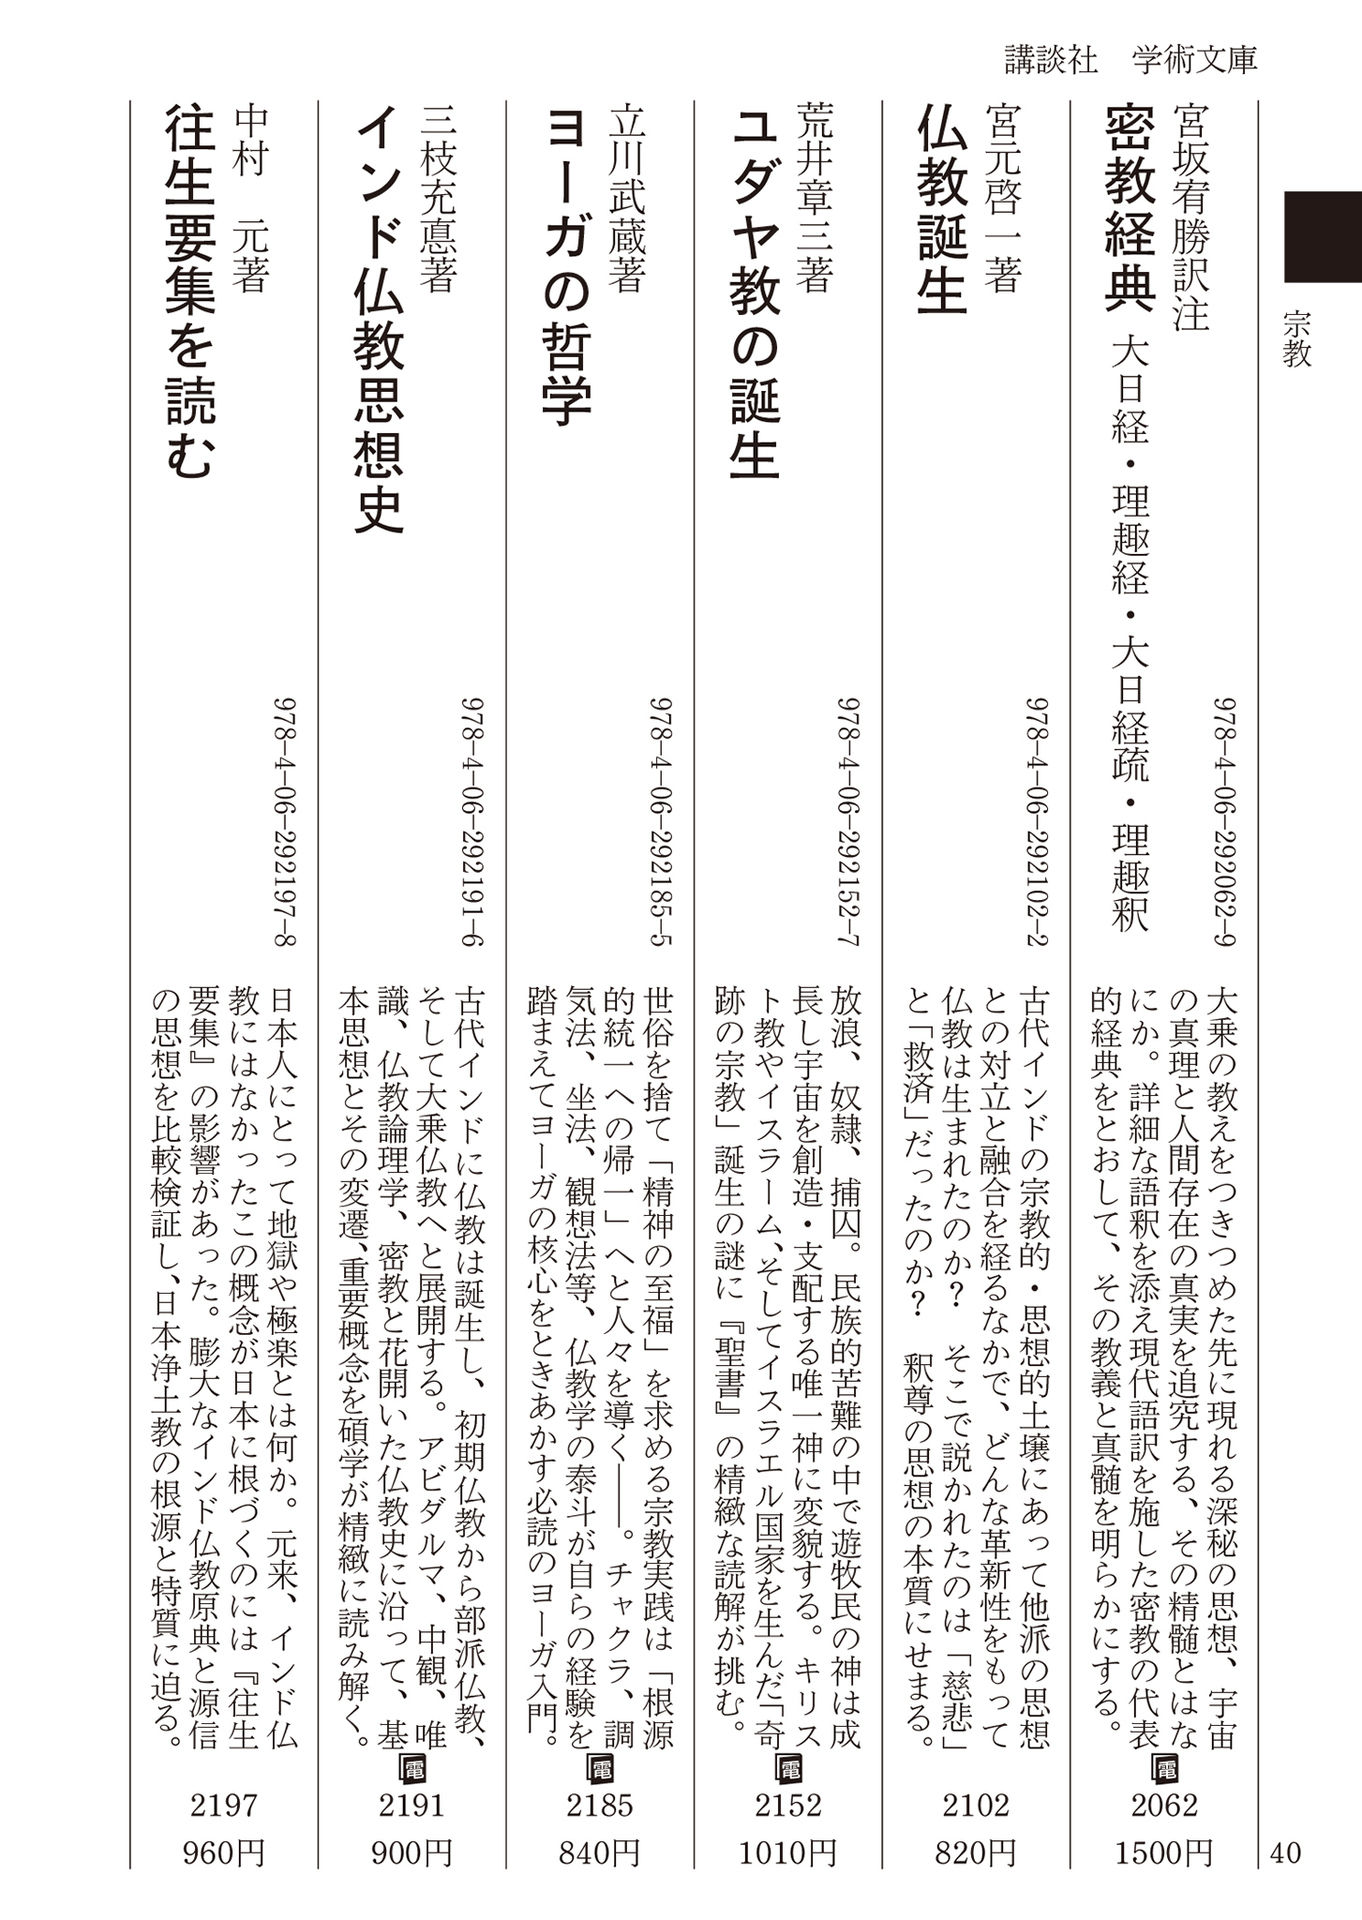 講談社　学術文庫
宗教
宮坂宥勝訳注
密教経典 大日経・理趣経・大日経疏・理趣釈
978-4-06-292062-9
大乗の教えをつきつめた先に現れる深秘の思想、宇宙
の真理と人間存在の真実を追究する、その精髄とはな
にか。詳細な語釈を添え現代語訳を施した密教の代表
的経典をとおして、その教義と真髄を明らかにする。
電
2062
1500円
宮元啓一著
仏教誕生
978-4-06-292102-2
古代インドの宗教的・思想的土壌にあって他派の思想
との対立と融合を経るなかで、どんな革新性をもって
仏教は生まれたのか？　そこで説かれたのは「慈悲」
と「救済」だったのか？　釈尊の思想の本質にせまる。
2102
820円
荒井章三著
ユダヤ教の誕生
978-4-06-292152-7
放浪、奴隷、捕囚。民族的苦難の中で遊牧民の神は成
長し宇宙を創造・支配する唯一神に変貌する。キリス
ト教やイスラーム、そしてイスラエル国家を生んだ「奇
跡の宗教」誕生の謎に『聖書』の精緻な読解が挑む。
電
2152
1010円
立川武蔵著
ヨーガの哲学
978-4-06-292185-5
世俗を捨て「精神の至福」を求める宗教実践は「根源
的統一への帰一」へと人々を導く――。チャクラ、調
気法、坐法、観想法等、仏教学の泰斗が自らの経験を
踏まえてヨーガの核心をときあかす必読のヨーガ入門。
電
2185
840円
三枝充悳著
インド仏教思想史
978-4-06-292191-6
古代インドに仏教は誕生し、初期仏教から部派仏教、
そして大乗仏教へと展開する。アビダルマ、中観、唯
識、仏教論理学、密教と花開いた仏教史に沿って、基
本思想とその変遷、重要概念を碩学が精緻に読み解く。
電
2191
900円
中村　元著
往生要集を読む
978-4-06-292197-8
日本人にとって地獄や極楽とは何か。元来、インド仏
教にはなかったこの概念が日本に根づくのには『往生
要集』の影響があった。膨大なインド仏教原典と源信
の思想を比較検証し、日本浄土教の根源と特質に迫る。
2197
960円
40